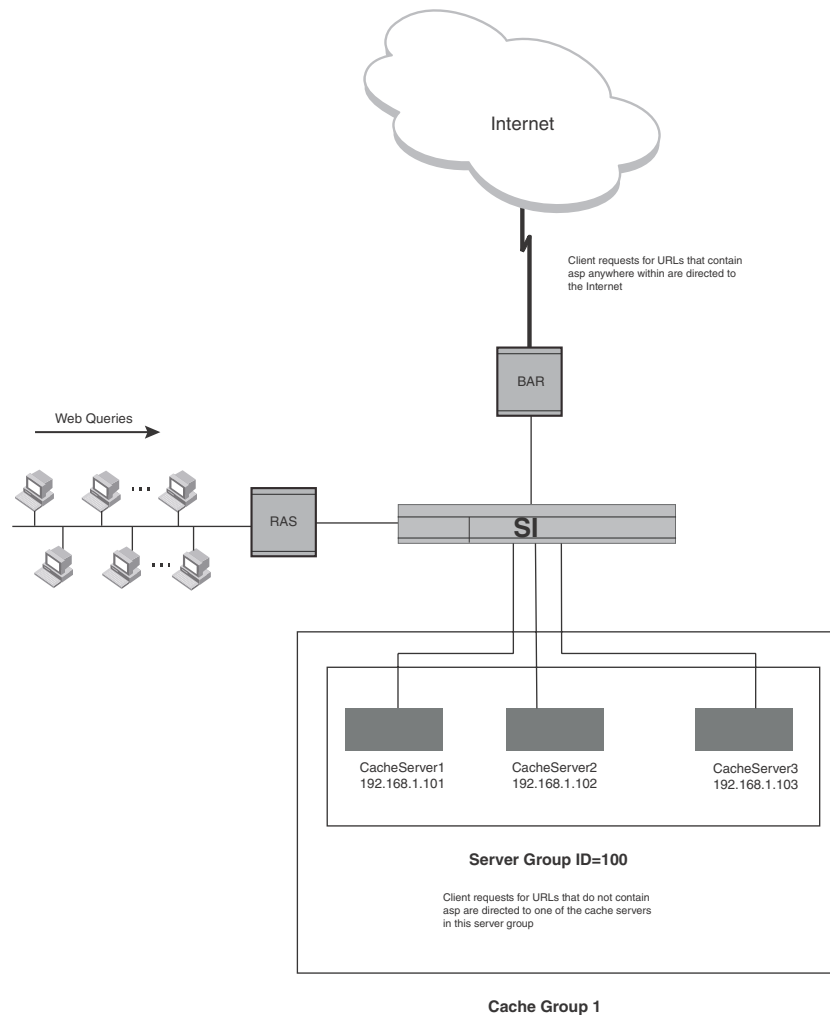 Internet
Client requests for URLs that contain
asp anywhere within are directed to
the Internet
BAR
Web Queries
RAS
SI
CacheServer1
192.168.1.101
CacheServer2
192.168.1.102
CacheServer3
192.168.1.103
Server Group ID=100
Client requests for URLs that do not contain
asp are directed to one of the cache servers
in this server group
Cache Group 1